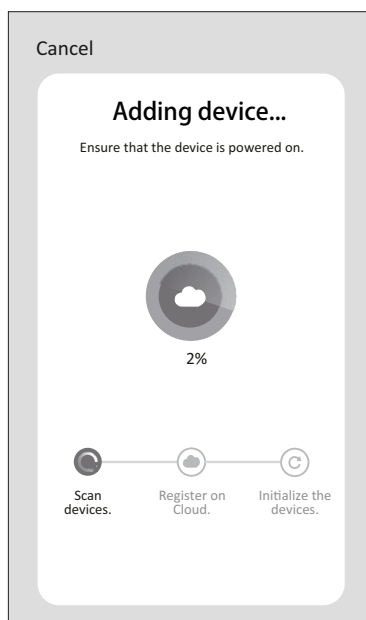 Cancel
Adding device...
Ensure that the device is powered on.
2%
Scan
devices.
Register on
Cloud.
Initialize the
devices.